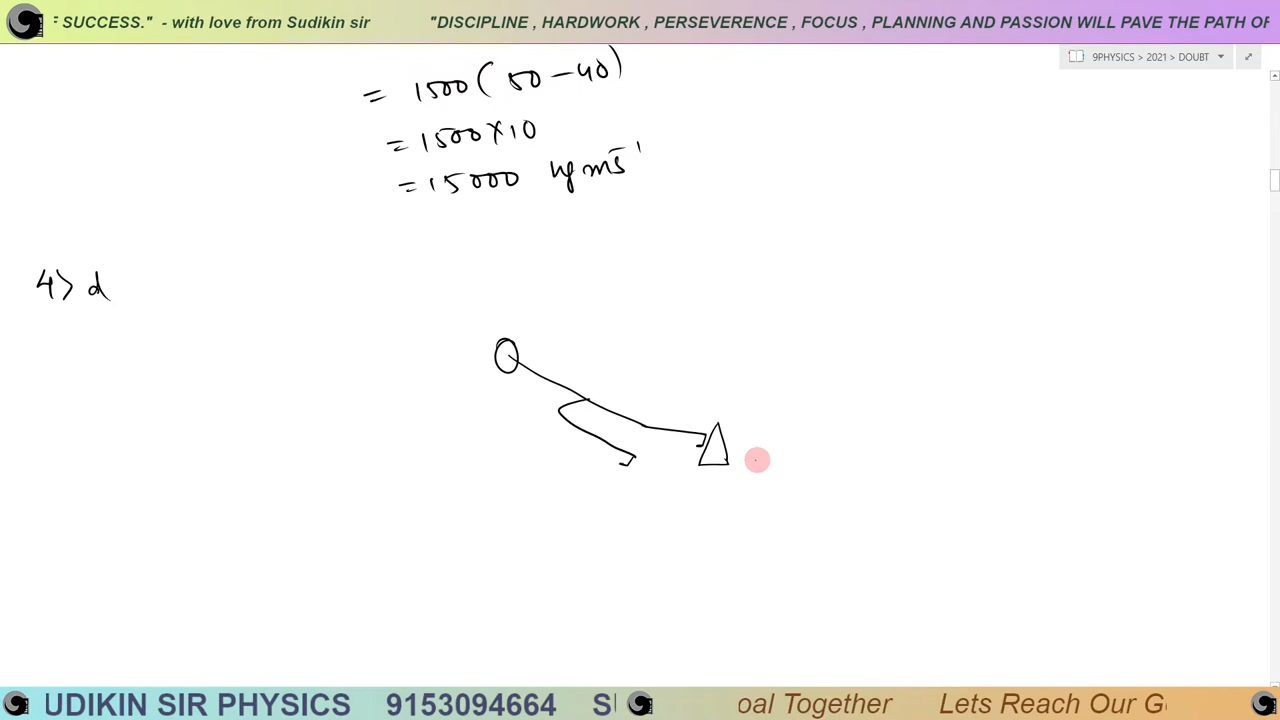 F SUCCESS." - with love from Sudikin sir "DISCIPLINE , HARDWORK , PERSEVERENCE , FOCUS , PLANNING AND PASSION WILL PAVE THE PATH OF
9PHYSICS > 2021 > DOUBT
= 1500 ( 50 - 40 )
= 1500 × 10
= 15000 kg ms⁻¹
4> d
UDIKIN SIR PHYSICS 9153094664 S oal Together Lets Reach Our G